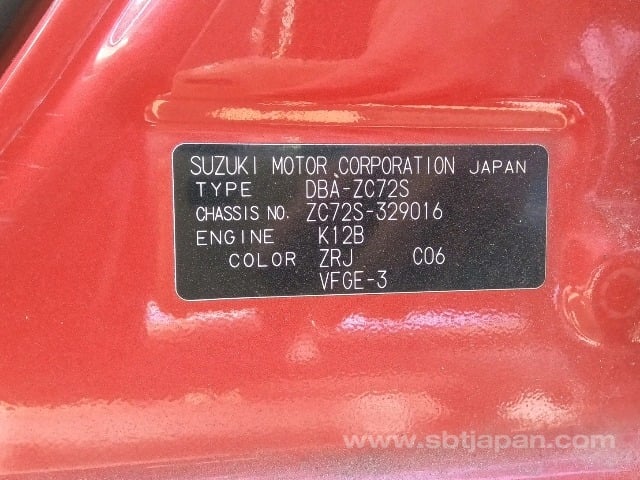 SUZUKI MOTOR CORPORATION JAPAN
TYPE DBA-ZC72S
CHASSIS NO. ZC72S-329016
ENGINE K12B
COLOR ZRJ C06
VFGE-3
www.sbtjapan.com